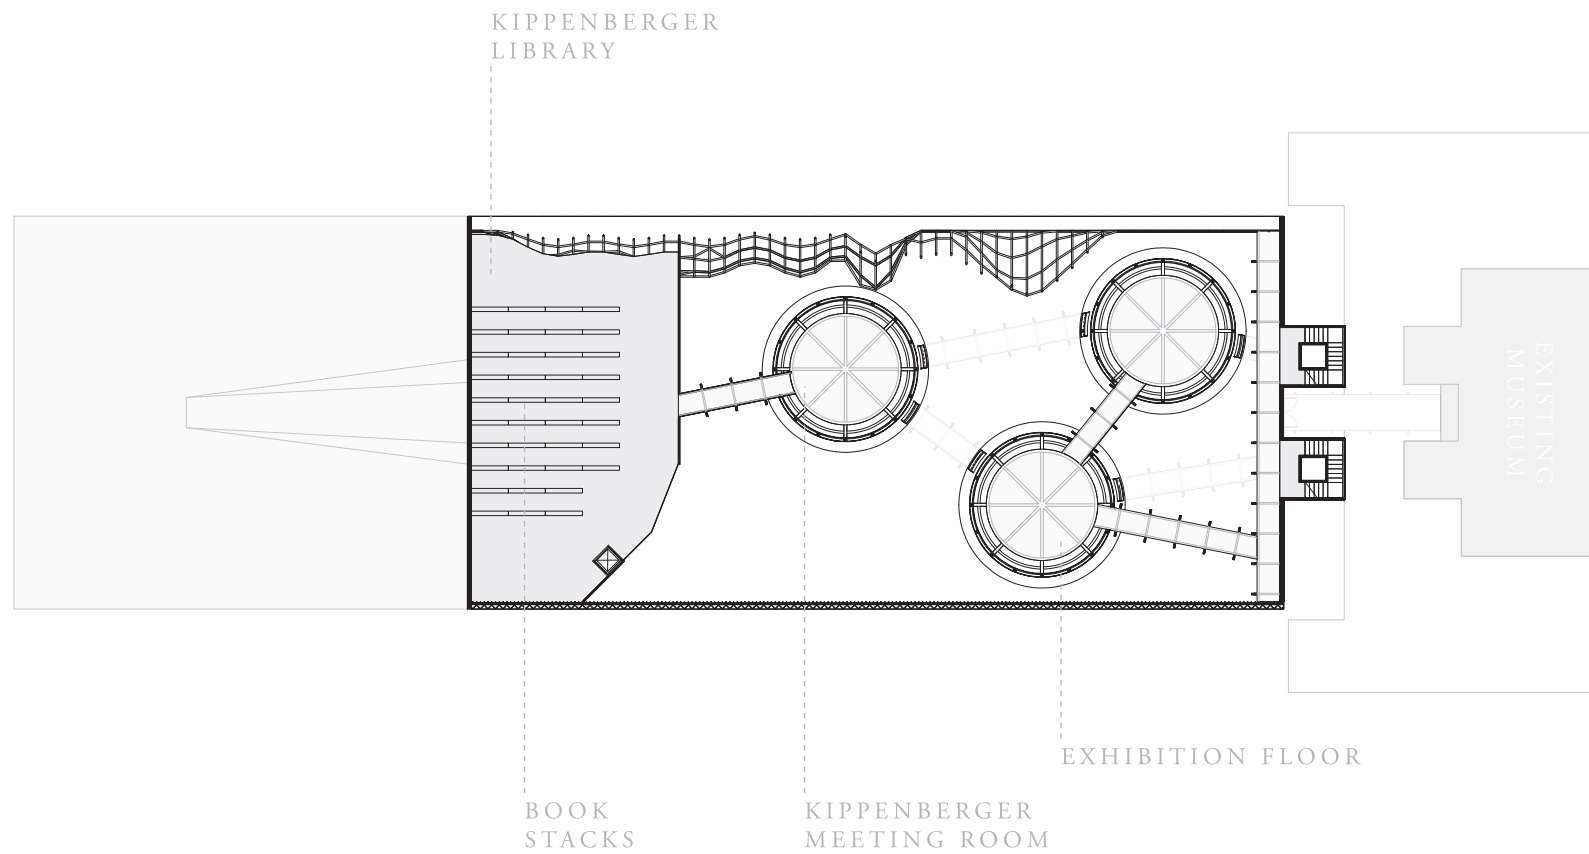 KIPPENBERGER
LIBRARY
EXISTING
MUSEUM
EXHIBITION FLOOR
BOOK
STACKS
KIPPENBERGER
MEETING ROOM